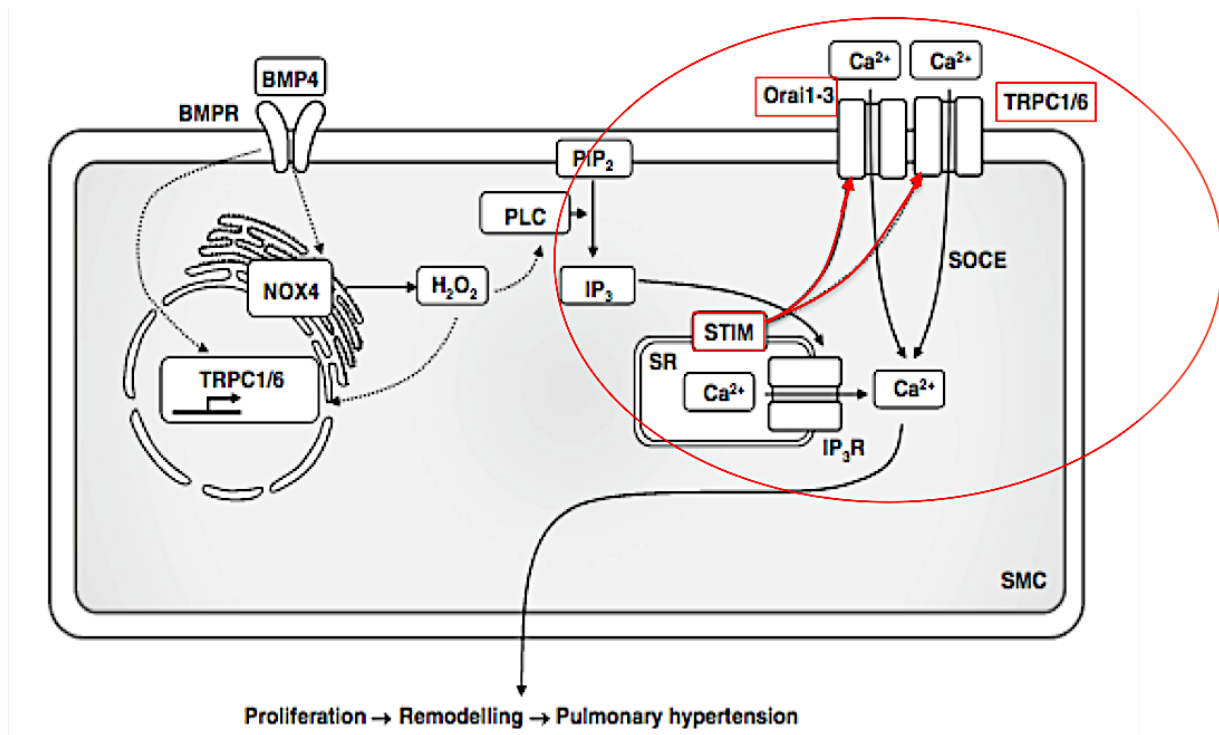 BMP4
BMPR
Ca²⁺ Ca²⁺
Orai1-3
TRPC1/6
PIP₂
PLC
NOX4
H₂O₂
IP₃
SOCE
STIM
SR
TRPC1/6
Ca²⁺
Ca²⁺
IP₃R
SMC
Proliferation → Remodelling → Pulmonary hypertension